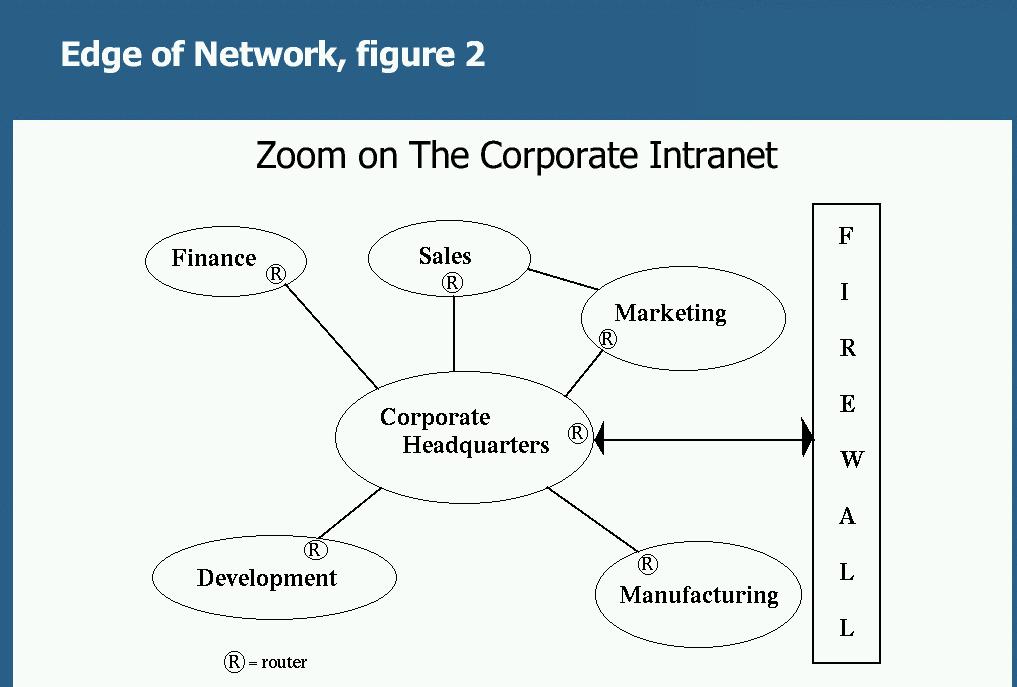 Edge of Network, figure 2
Zoom on The Corporate Intranet
Finance
Ⓡ
Sales
Ⓡ
Marketing
Ⓡ
Corporate
Headquarters
Ⓡ
Development
Ⓡ
Manufacturing
Ⓡ
F
I
R
E
W
A
L
L
Ⓡ = router